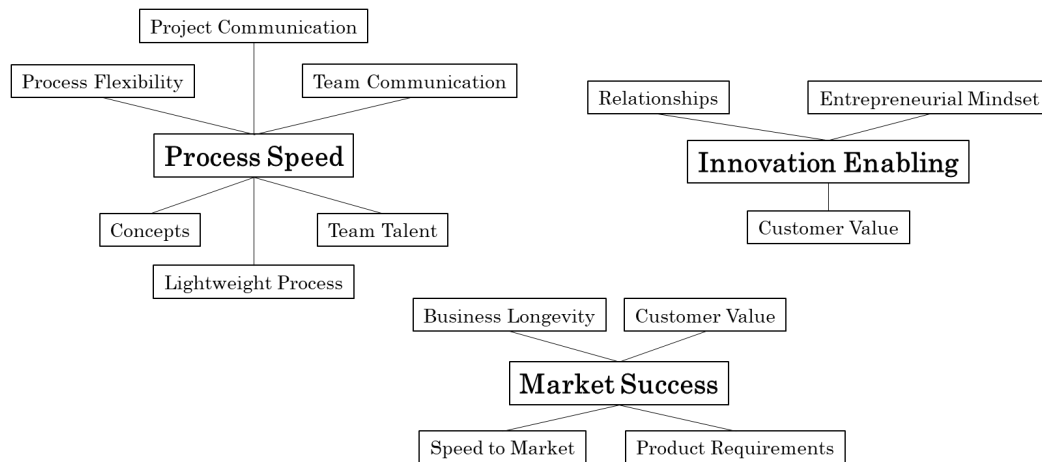 Project Communication
Process Flexibility
Team Communication
Process Speed
Concepts
Team Talent
Lightweight Process
Relationships
Entrepreneurial Mindset
Innovation Enabling
Customer Value
Business Longevity
Customer Value
Market Success
Speed to Market
Product Requirements